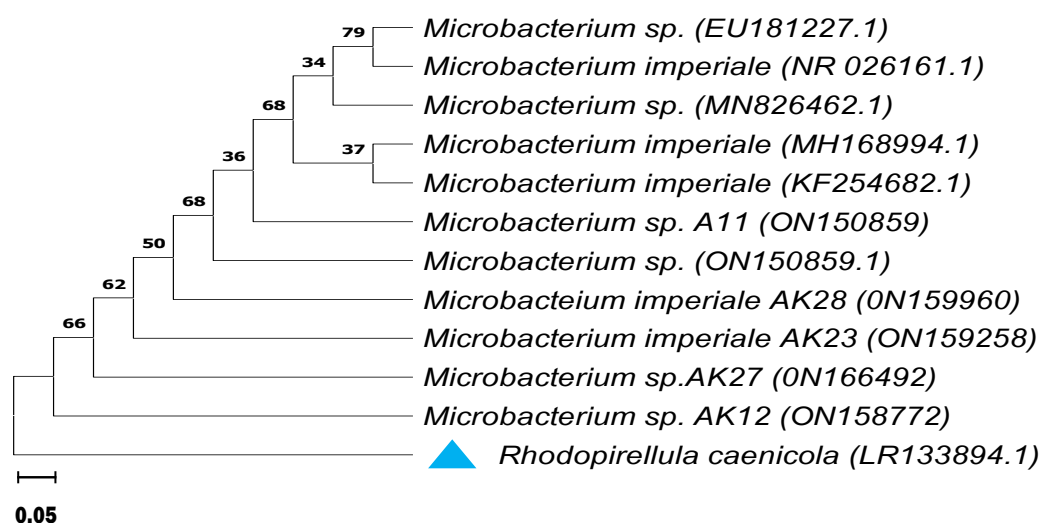 79
Microbacterium sp. (EU181227.1)
34
Microbacterium imperiale (NR 026161.1)
68
Microbacterium sp. (MN826462.1)
37
Microbacterium imperiale (MH168994.1)
36
Microbacterium imperiale (KF254682.1)
68
Microbacterium sp. A11 (ON150859)
50
Microbacterium sp. (ON150859.1)
62
Microbacteium imperiale AK28 (0N159960)
66
Microbacterium imperiale AK23 (ON159258)
Microbacterium sp.AK27 (0N166492)
Microbacterium sp. AK12 (ON158772)
Rhodopirellula caenicola (LR133894.1)
0.05